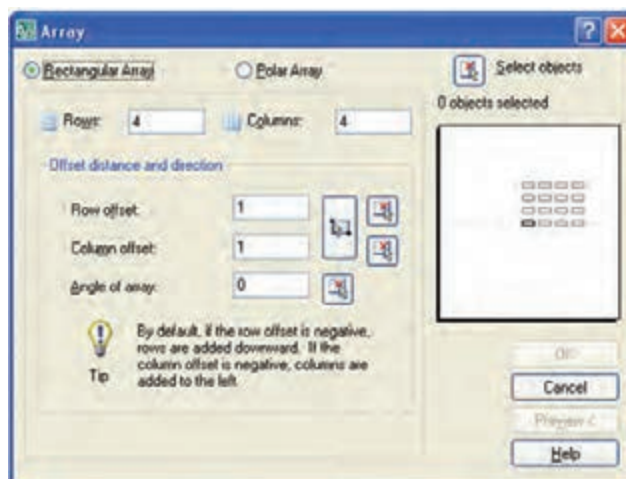 Array
Rectangular Array
Polar Array
Select objects
0 objects selected
Rows: 4
Columns: 4
Offset distance and direction
Row offset: 1
Column offset: 1
Angle of array: 0
By default, if the row offset is negative,
rows are added downward. If the
column offset is negative, columns are
added to the left.
Tip
OK
Cancel
Preview <
Help